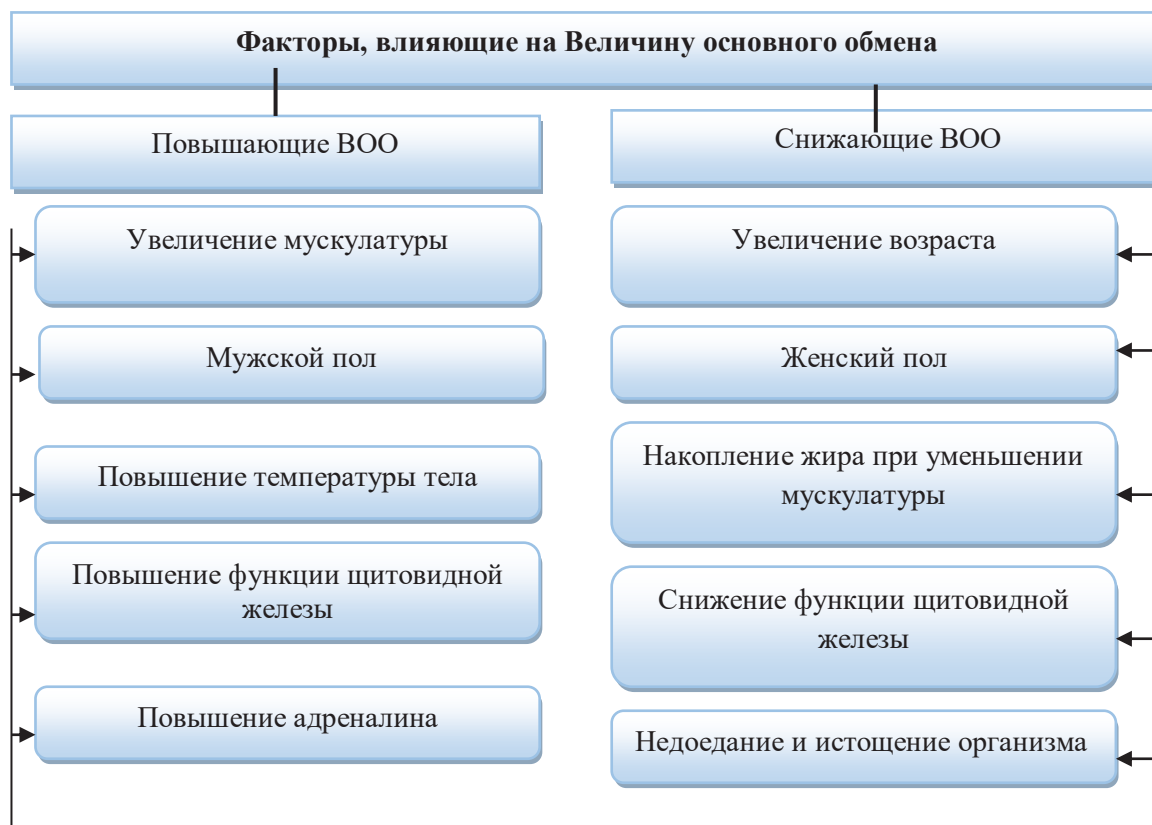 Факторы, влияющие на Величину основного обмена
Повышающие ВОО
Увеличение мускулатуры
Мужской пол
Повышение температуры тела
Повышение функции щитовидной
железы
Повышение адреналина
Снижающие ВОО
Увеличение возраста
Женский пол
Накопление жира при уменьшении
мускулатуры
Снижение функции щитовидной
железы
Недоедание и истощение организма